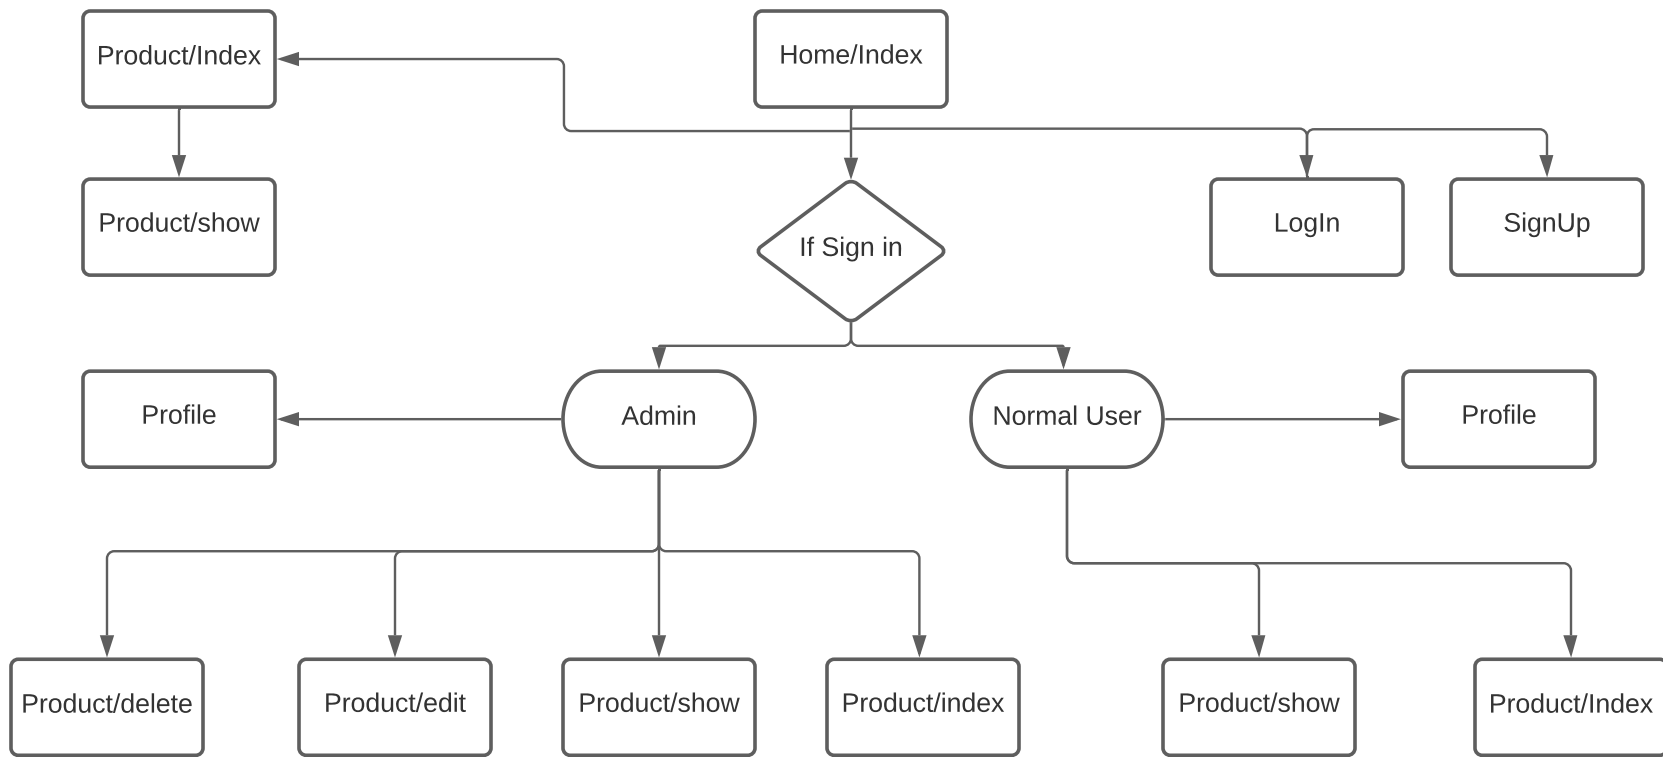 Product/Index
Home/Index
Product/show
If Sign in
LogIn
SignUp
Profile
Admin
Normal User
Profile
Product/delete
Product/edit
Product/show
Product/index
Product/show
Product/Index